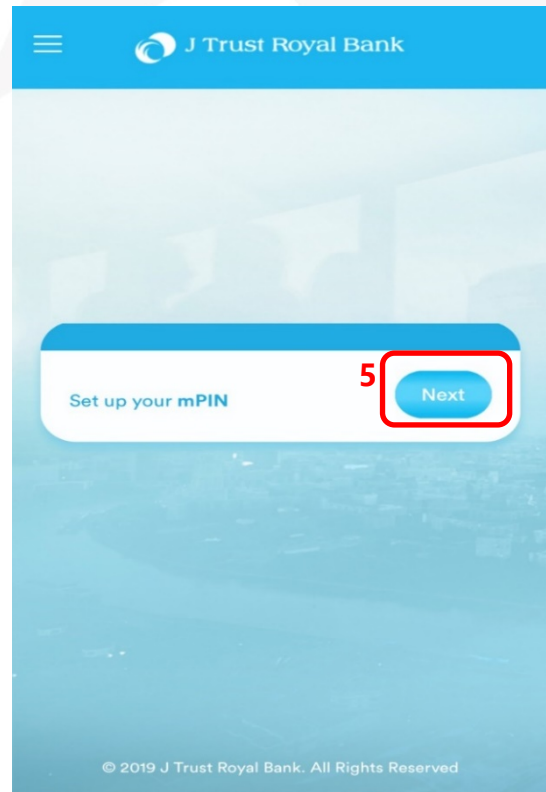 J Trust Royal Bank
5
Set up your mPIN
Next
© 2019 J Trust Royal Bank. All Rights Reserved